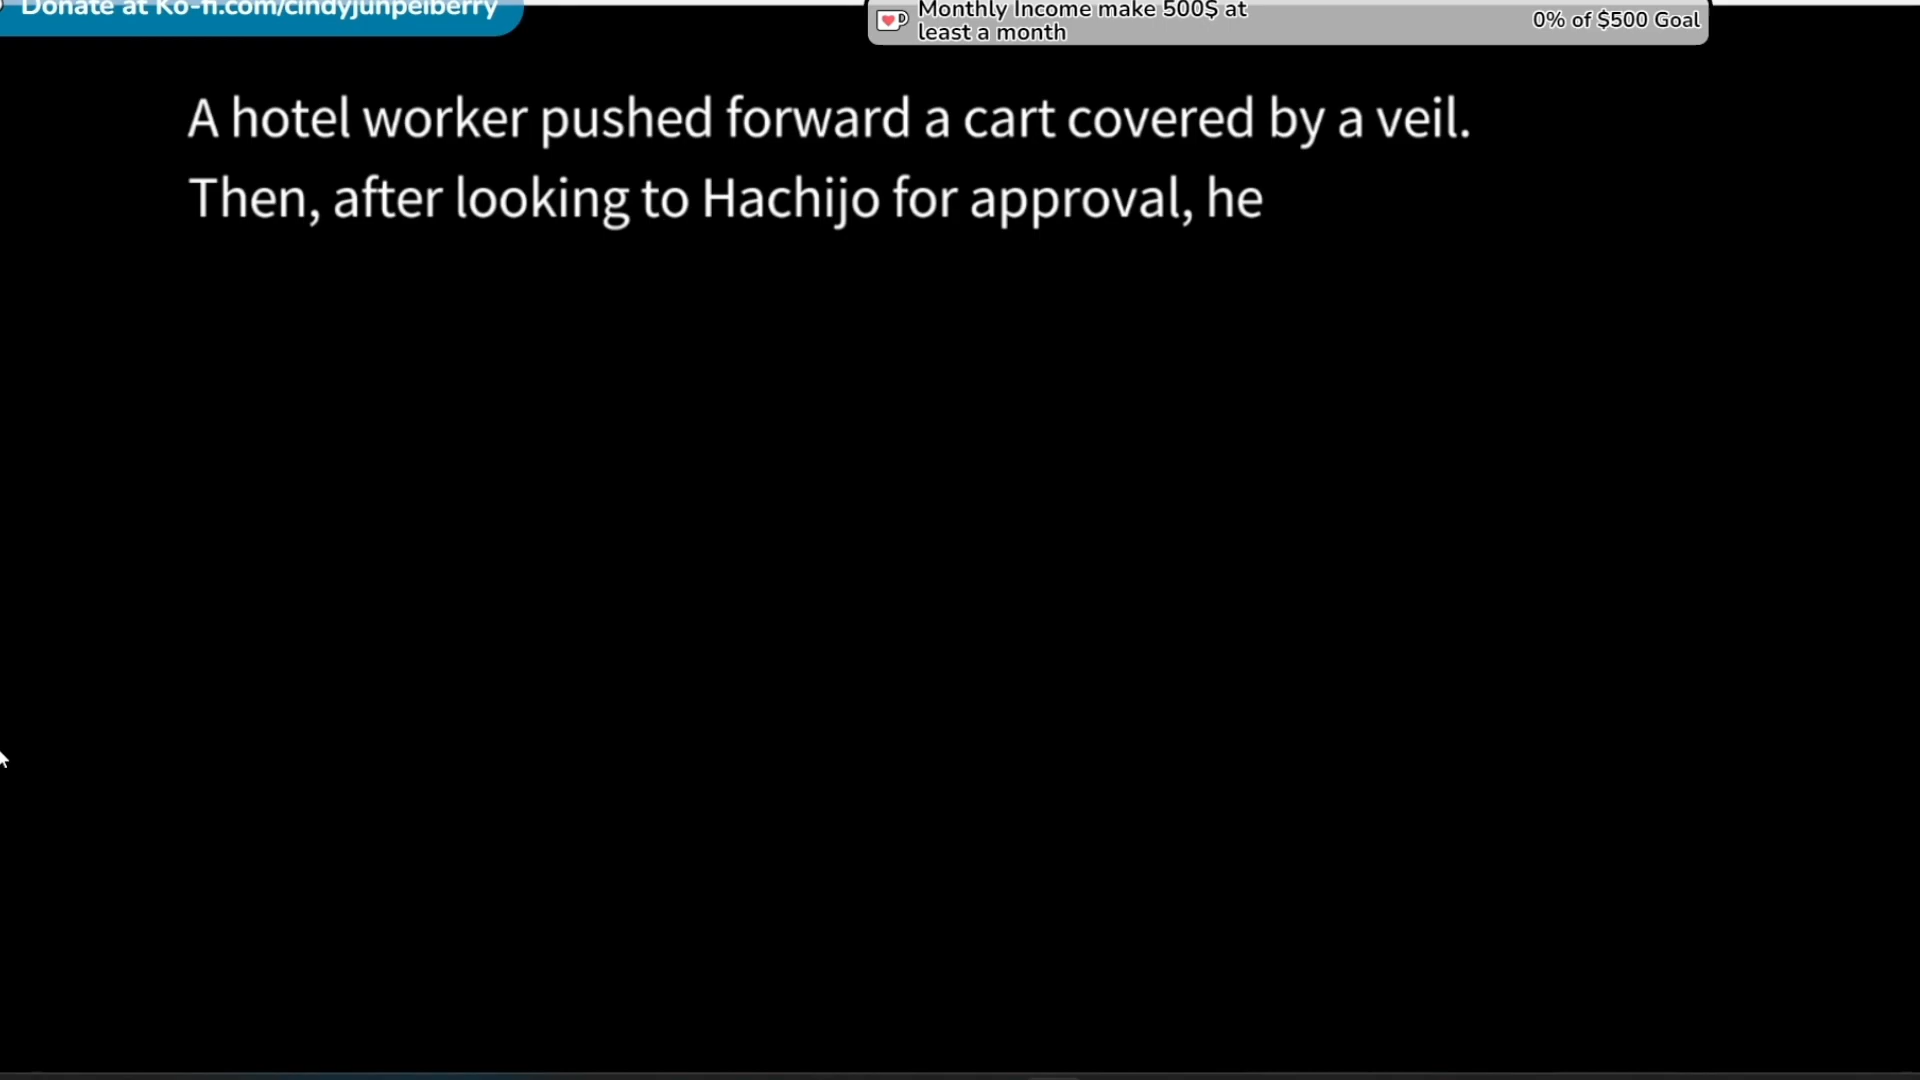 Donate at Ko-fi.com/cindyjunpeiberry
Monthly Income make 500$ at
least a month
0% of $500 Goal
A hotel worker pushed forward a cart covered by a veil.
Then, after looking to Hachijo for approval, he